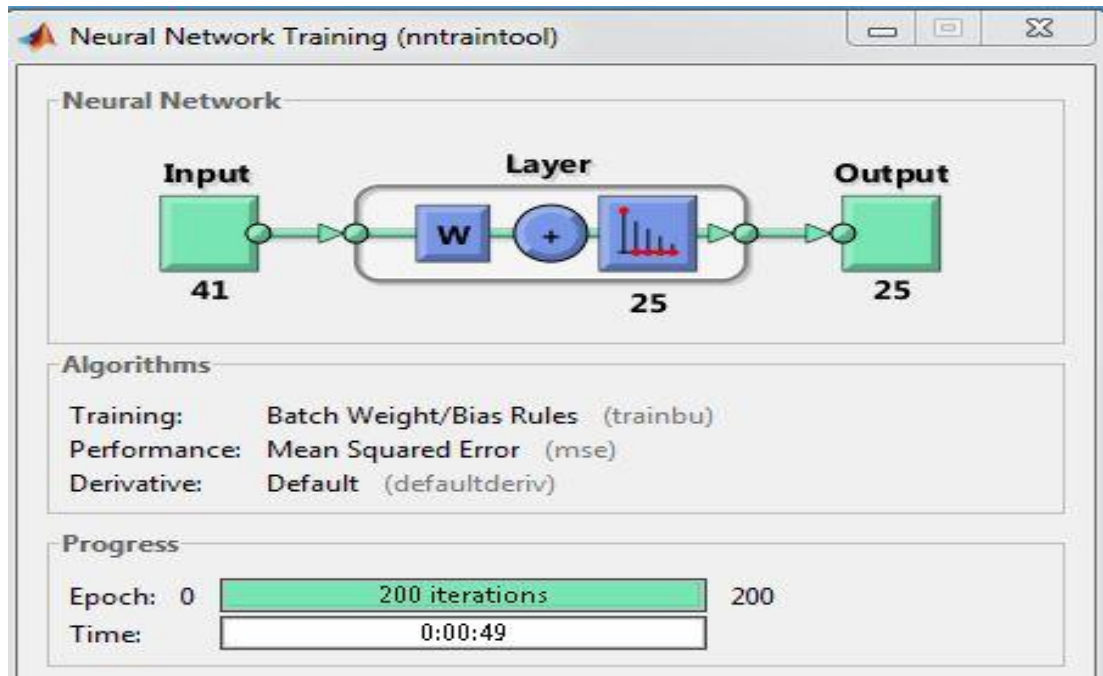 Neural Network Training (nntraintool)
Neural Network
Input
Layer
Output
W
+
41
25
25
Algorithms
Training: Batch Weight/Bias Rules (trainbu)
Performance: Mean Squared Error (mse)
Derivative: Default (defaultderiv)
Progress
Epoch: 0 200 iterations 200
Time: 0:00:49